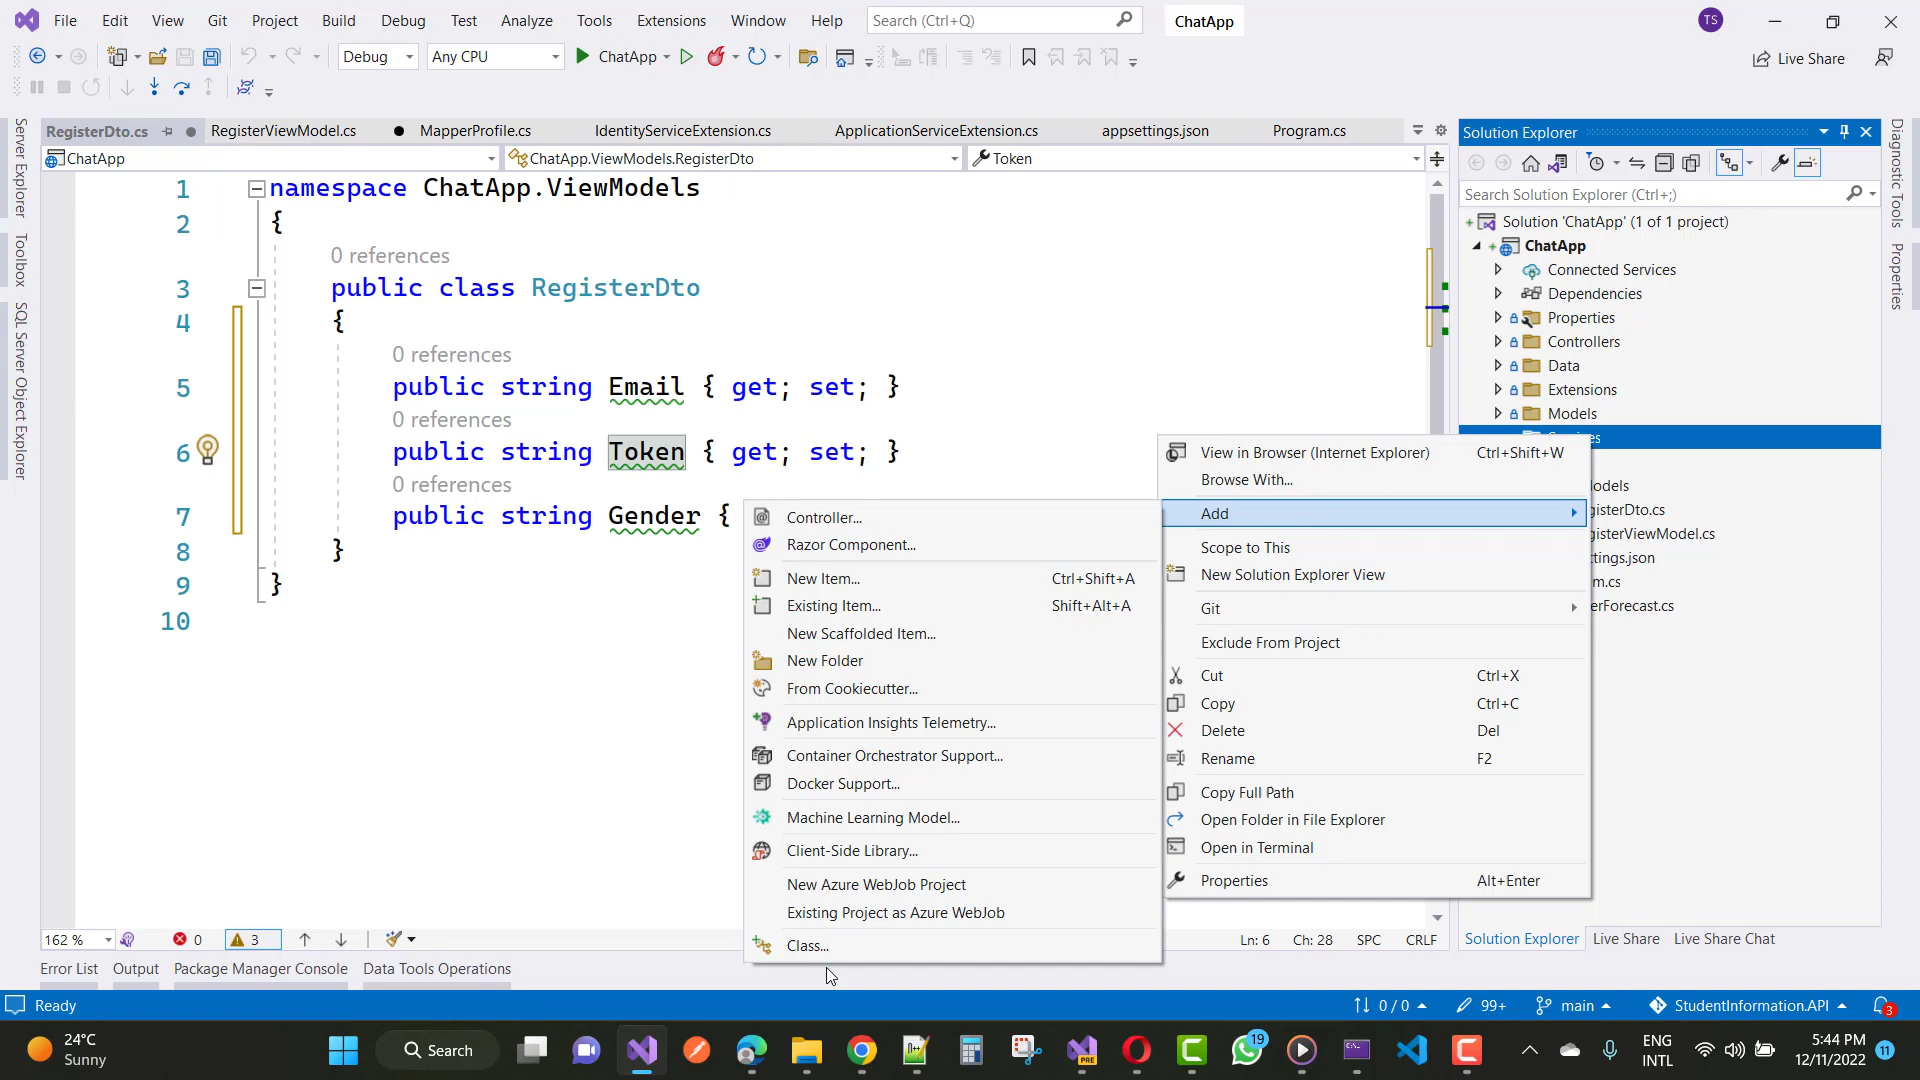 File Edit View Git Project Build Debug Test Analyze Tools Extensions Window Help Search (Ctrl+Q) ChatApp TS
Debug Any CPU ChatApp Live Share
RegisterDto.cs RegisterViewModel.cs MapperProfile.cs IdentityServiceExtension.cs ApplicationServiceExtension.cs appsettings.json Program.cs
ChatApp ChatApp.ViewModels.RegisterDto Token
1 namespace ChatApp.ViewModels
2 {
0 references
3 public class RegisterDto
4 {
0 references
5 public string Email { get; set; }
0 references
6 public string Token { get; set; }
0 references
7 public string Gender {
8 }
9 }
10
Server Explorer
Toolbox
SQL Server Object Explorer
Controller...
Razor Component...
New Item... Ctrl+Shift+A
Existing Item... Shift+Alt+A
New Scaffolded Item...
New Folder
From Cookiecutter...
Application Insights Telemetry...
Container Orchestrator Support...
Docker Support...
Machine Learning Model...
Client-Side Library...
New Azure WebJob Project
Existing Project as Azure WebJob
Class...
View in Browser (Internet Explorer) Ctrl+Shift+W
Browse With...
Add
Scope to This
New Solution Explorer View
Git
Exclude From Project
Cut Ctrl+X
Copy Ctrl+C
Delete Del
Rename F2
Copy Full Path
Open Folder in File Explorer
Open in Terminal
Properties Alt+Enter
Solution Explorer
Search Solution Explorer (Ctrl+;)
Solution 'ChatApp' (1 of 1 project)
ChatApp
Connected Services
Dependencies
Properties
Controllers
Data
Extensions
Models
odels
gisterDto.cs
gisterViewModel.cs
ttings.json
m.cs
erForecast.cs
Diagnostic Tools
Properties
162 % 0 3 Ln: 6 Ch: 28 SPC CRLF
Solution Explorer Live Share Live Share Chat
Error List Output Package Manager Console Data Tools Operations
Ready 0 / 0 99+ main StudentInformation.API 3
24°C
Sunny
Search
PRE
19
ENG
INTL
5:44 PM
12/11/2022
11